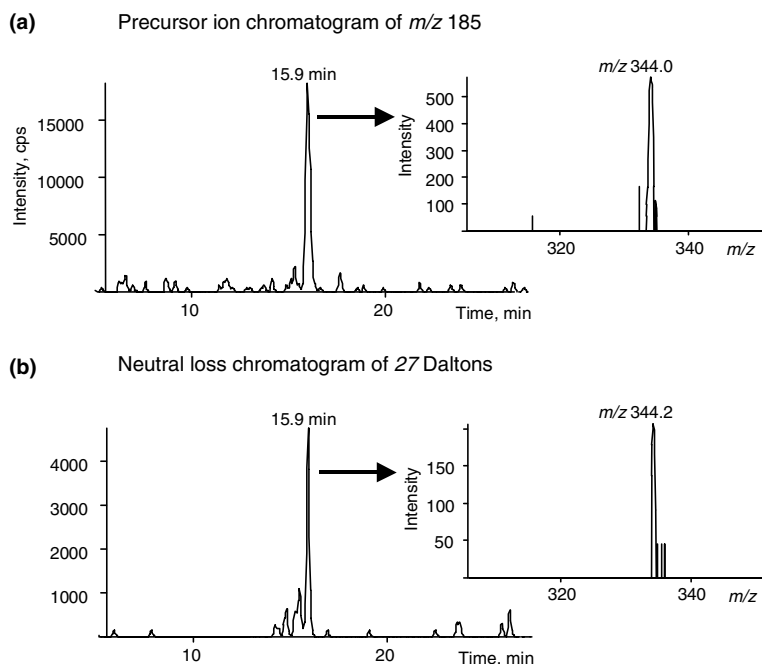 (a) Precursor ion chromatogram of m/z 185
15.9 min
15000
10000
5000
Intensity, cps
10
20
Time, min
m/z 344.0
500
400
300
200
100
Intensity
320
340
m/z
(b) Neutral loss chromatogram of 27 Daltons
15.9 min
4000
3000
2000
1000
10
20
Time, min
m/z 344.2
150
100
50
Intensity
320
340
m/z